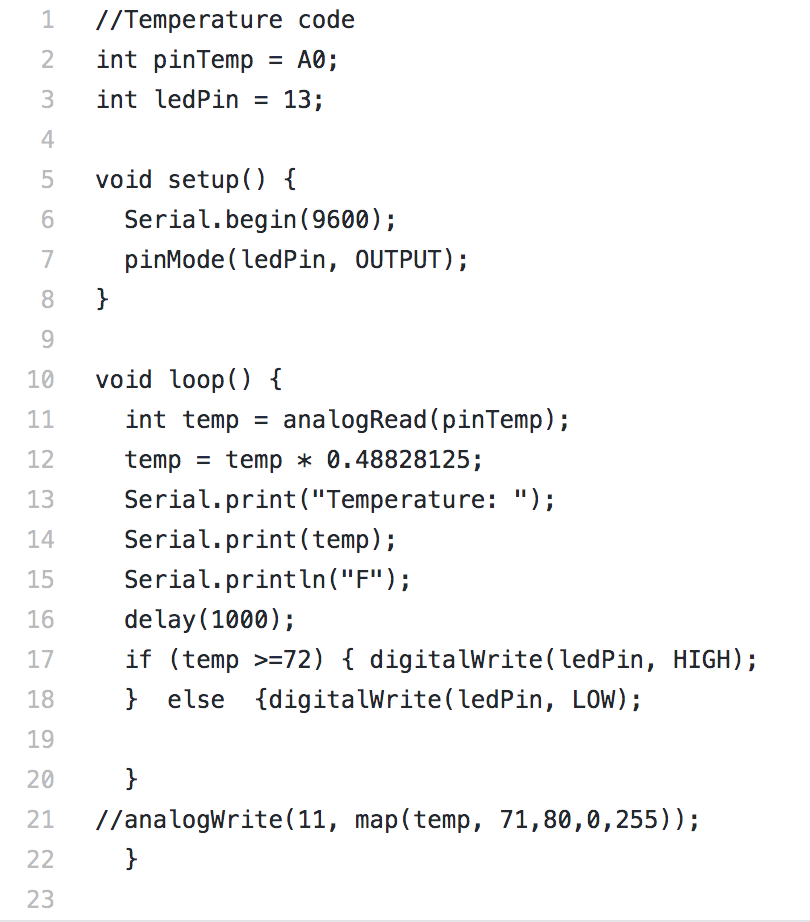 1 //Temperature code
2 int pinTemp = A0;
3 int ledPin = 13;
4
5 void setup() {
6   Serial.begin(9600);
7   pinMode(ledPin, OUTPUT);
8 }
9
10 void loop() {
11   int temp = analogRead(pinTemp);
12   temp = temp * 0.48828125;
13   Serial.print("Temperature: ");
14   Serial.print(temp);
15   Serial.println("F");
16   delay(1000);
17   if (temp >=72) { digitalWrite(ledPin, HIGH);
18   }  else  {digitalWrite(ledPin, LOW);
19
20   }
21 //analogWrite(11, map(temp, 71,80,0,255));
22   }
23